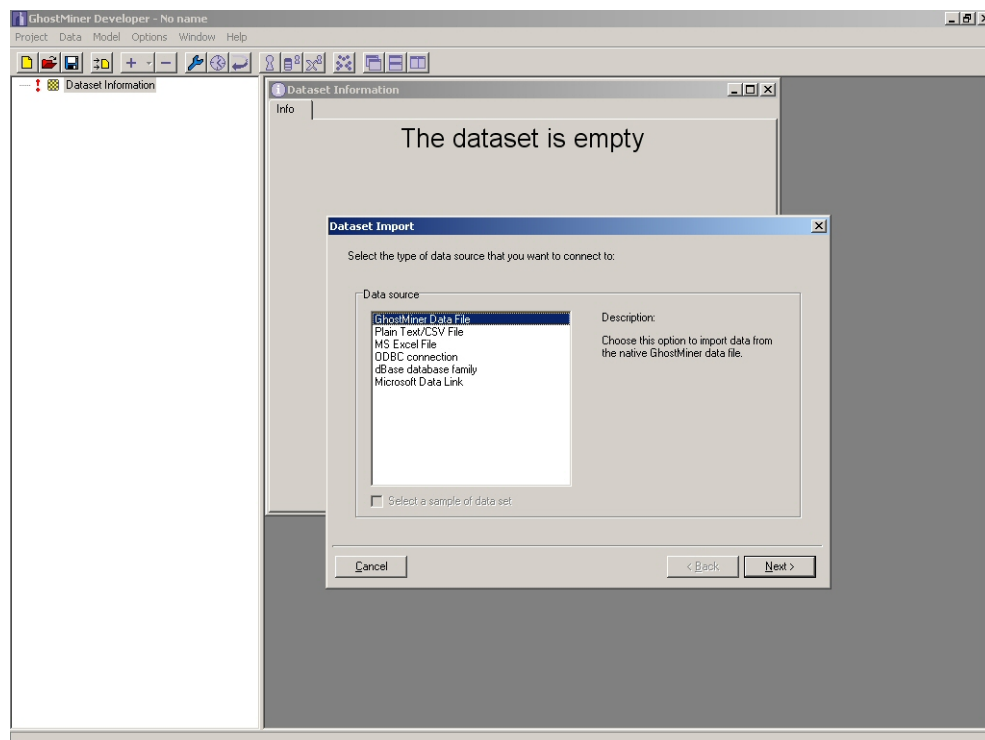 GhostMiner Developer - No name
Project Data Model Options Window Help
Dataset Information
Dataset Information
Info
The dataset is empty
Dataset Import
Select the type of data source that you want to connect to:
Data source
GhostMiner Data File
Plain Text/CSV File
MS Excel File
ODBC connection
dBase database family
Microsoft Data Link
Description:
Choose this option to import data from
the native GhostMiner data file.
Select a sample of data set
Cancel
< Back
Next >